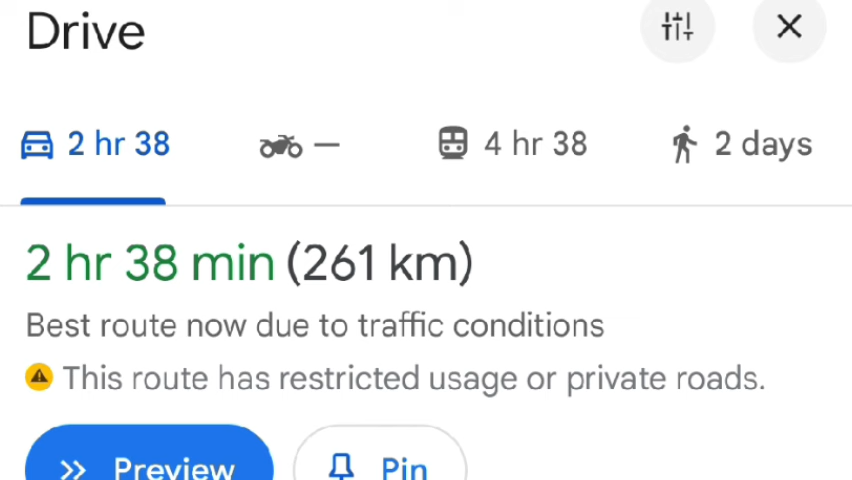 Drive
2 hr 38 — 4 hr 38 2 days
2 hr 38 min (261 km)
Best route now due to traffic conditions
This route has restricted usage or private roads.
Preview Pin